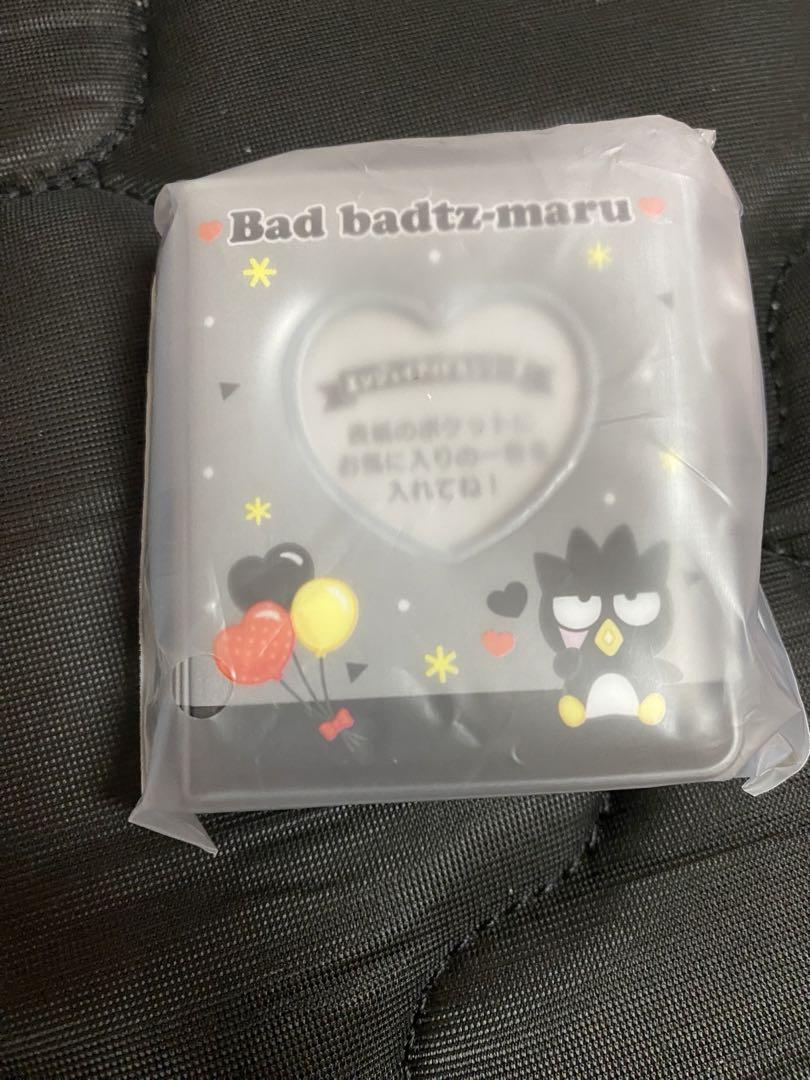 Bad badtz-maru
表紙のポケットに
お気に入りの一枚を
入れてね！